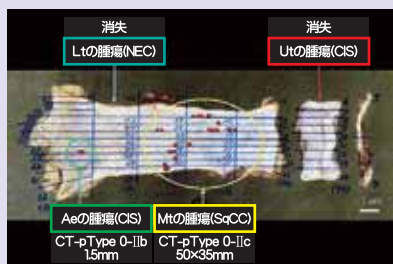 消失
消失
Ltの腫瘍(NEC)
Utの腫瘍(CIS)
Aeの腫瘍(CIS)
Mtの腫瘍(SqCC)
CT-pType 0-IIb
1.5mm
CT-pType 0-IIc
50×35mm